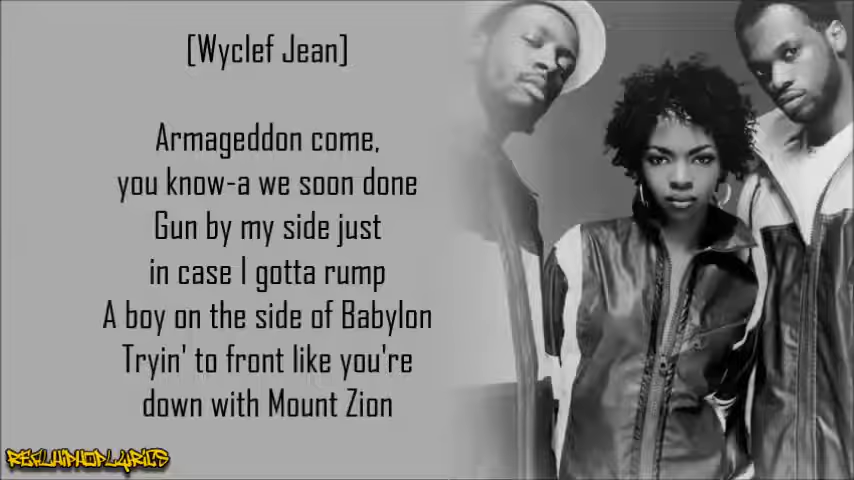 [Wyclef Jean]
Armageddon come,
you know-a we soon done
Gun by my side just
in case I gotta rump
A boy on the side of Babylon
Tryin' to front like you're
down with Mount Zion
REALHIPHOPLYRICS